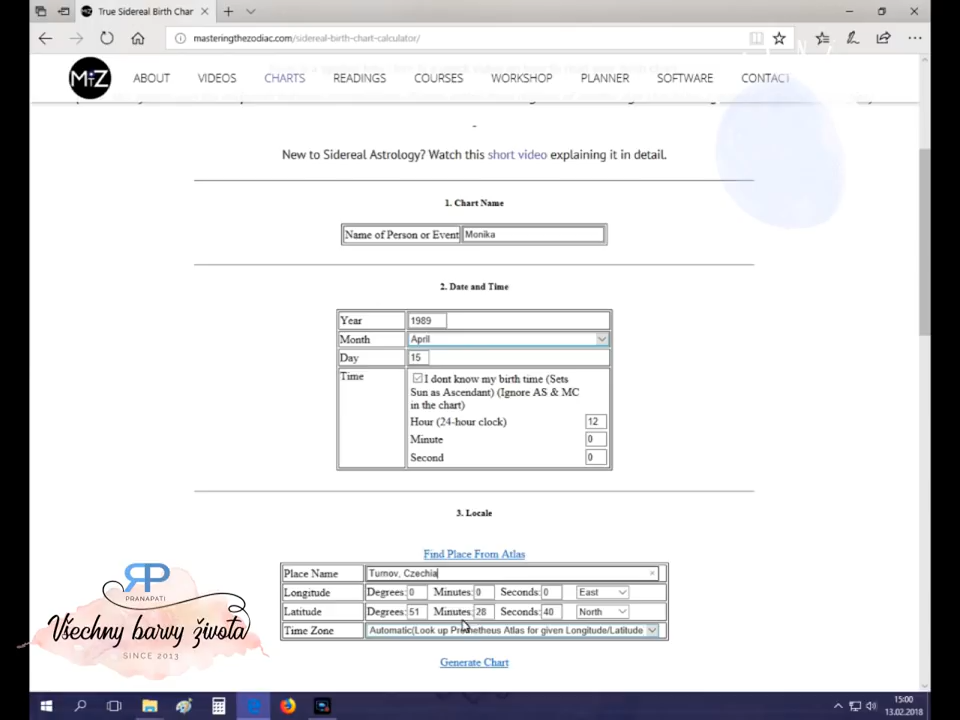 True Sidereal Birth Char
masteringthezodiac.com/sidereal-birth-chart-calculator/
MTZ ABOUT VIDEOS CHARTS READINGS COURSES WORKSHOP PLANNER SOFTWARE CONTACT
-
New to Sidereal Astrology? Watch this short video explaining it in detail.
1. Chart Name
Name of Person or Event Monika
2. Date and Time
Year 1989
Month April
Day 15
Time I dont know my birth time (Sets
Sun as Ascendant) (Ignore AS & MC
in the chart)
Hour (24-hour clock) 12
Minute 0
Second 0
3. Locale
Find Place From Atlas
Place Name Turnov, Czechia
Longitude Degrees: 0 Minutes: 0 Seconds: 0 East
Latitude Degrees: 51 Minutes: 28 Seconds: 40 North
Time Zone Automatic(Look up Prometheus Atlas for given Longitude/Latitude
Generate Chart
RP
PRANAPATI
Všechny barvy života
SINCE 2013
15:00
13.02.2018